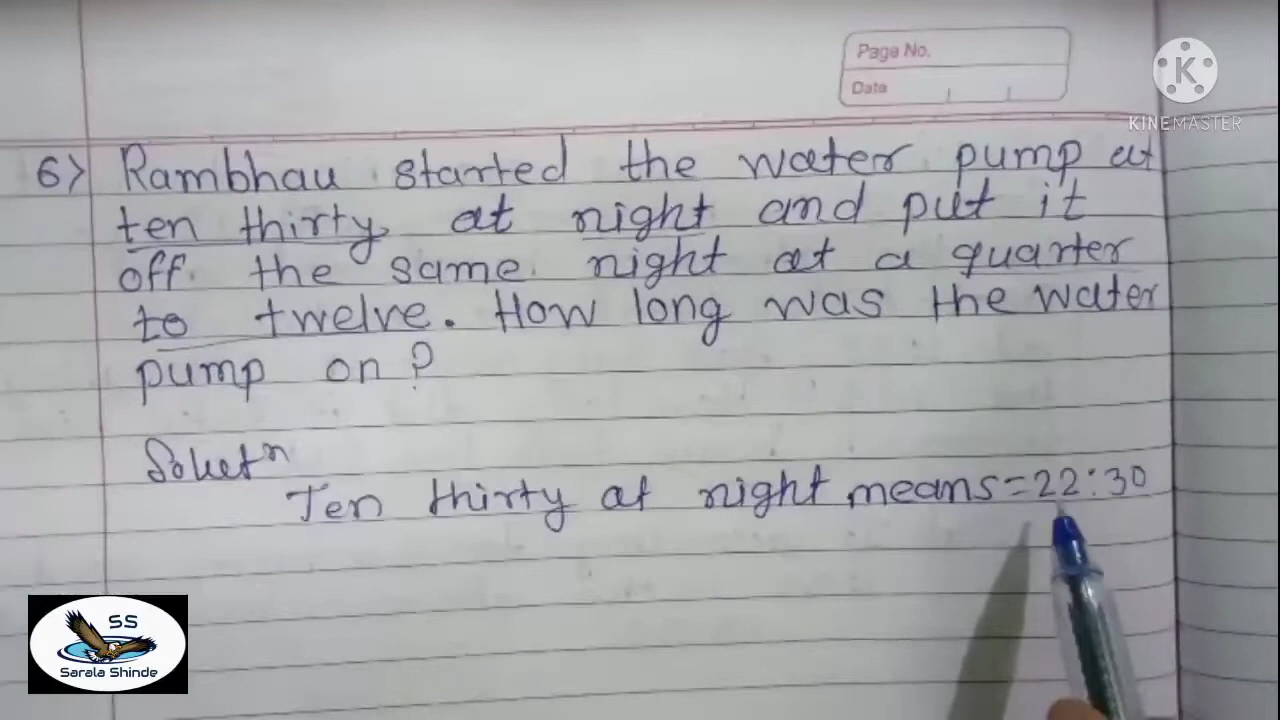 Page No.
Data
KINEMASTER
6) Rambhau started the water pump at
ten thirty at night and put it
off the same night at a quarter
to twelve. How long was the water
pump on?
Solutⁿ
Ten thirty at night means = 22:30
SS
Sarala Shinde